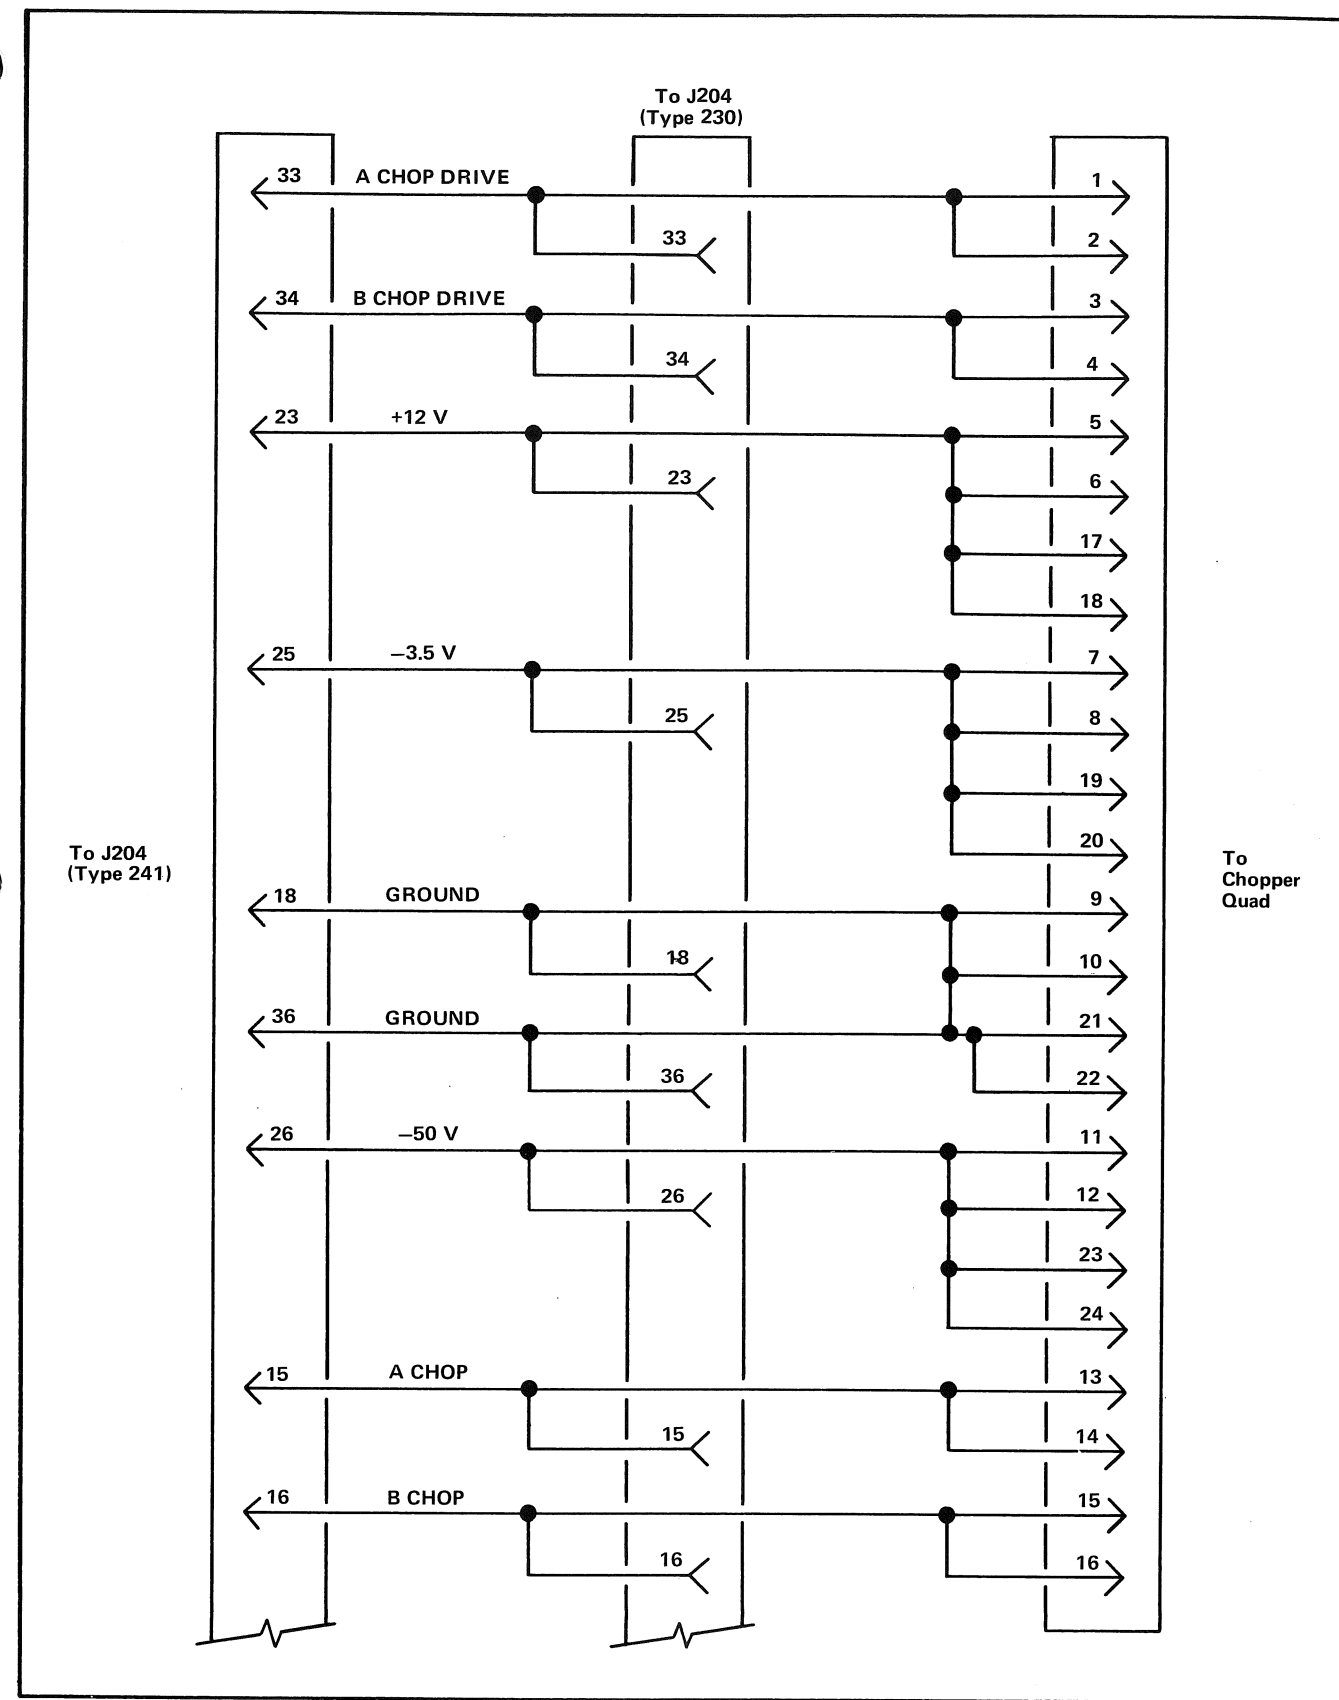 To J204
(Type 230)
33 A CHOP DRIVE 1
33 2
34 B CHOP DRIVE 3
34 4
23 +12 V 5
23 6
17
18
25 –3.5 V 7
25 8
19
20
To J204
(Type 241)
To
Chopper
Quad
18 GROUND 9
18 10
36 GROUND 21
36 22
26 –50 V 11
26 12
23
24
15 A CHOP 13
15 14
16 B CHOP 15
16 16